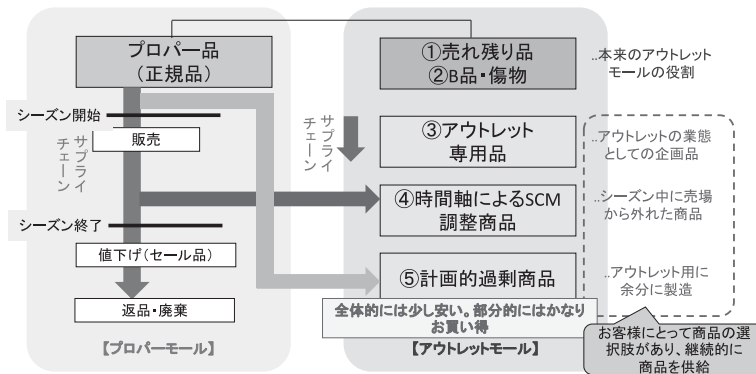 プロパー品
(正規品)
①売れ残り品
②B品・傷物
‥本来のアウトレット
モールの役割
シーズン開始
販売
サプライ
チェーン
サプライ
チェーン
③アウトレット
専用品
‥アウトレットの業態
としての企画品
④時間軸によるSCM
調整商品
‥シーズン中に売場
から外れた商品
シーズン終了
値下げ(セール品)
⑤計画的過剰商品
‥アウトレット用に
余分に製造
返品・廃棄
全体的には少し安い。部分的にはかなり
お買い得
【プロパーモール】
【アウトレットモール】
お客様にとって商品の選
択肢があり、継続的に
商品を供給